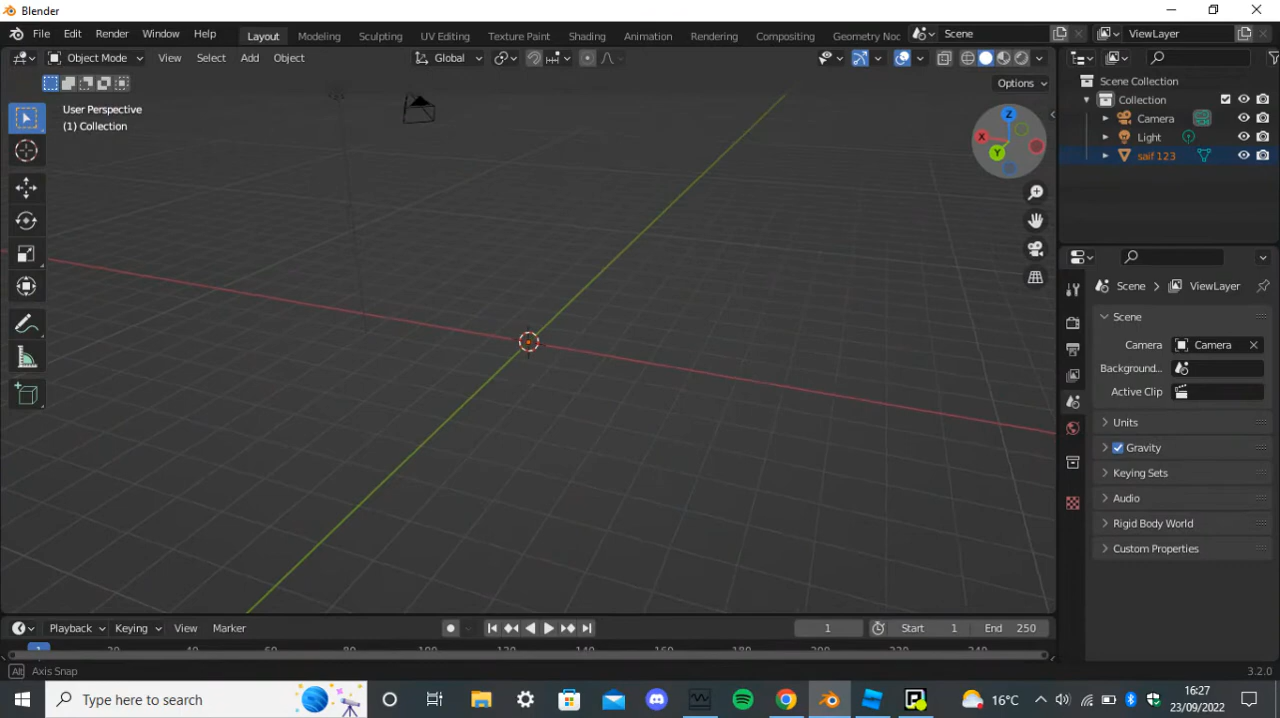 Blender
File Edit Render Window Help Layout Modeling Sculpting UV Editing Texture Paint Shading Animation Rendering Compositing Geometry Noc Scene ViewLayer
Object Mode View Select Add Object Global
Options
User Perspective
(1) Collection
Z
X
Y
Scene Collection
Collection
Camera
Light
saif 123
Scene > ViewLayer
Scene
Camera Camera
Background...
Active Clip
Units
Gravity
Keying Sets
Audio
Rigid Body World
Custom Properties
Playback Keying View Marker 1 Start 1 End 250
1
Alt Axis Snap 3.2.0
Type here to search 16°C 16:27
23/09/2022